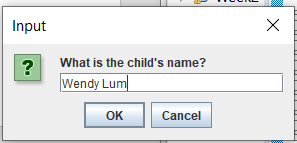 Input
What is the child's name?
Wendy Lum
OK
Cancel